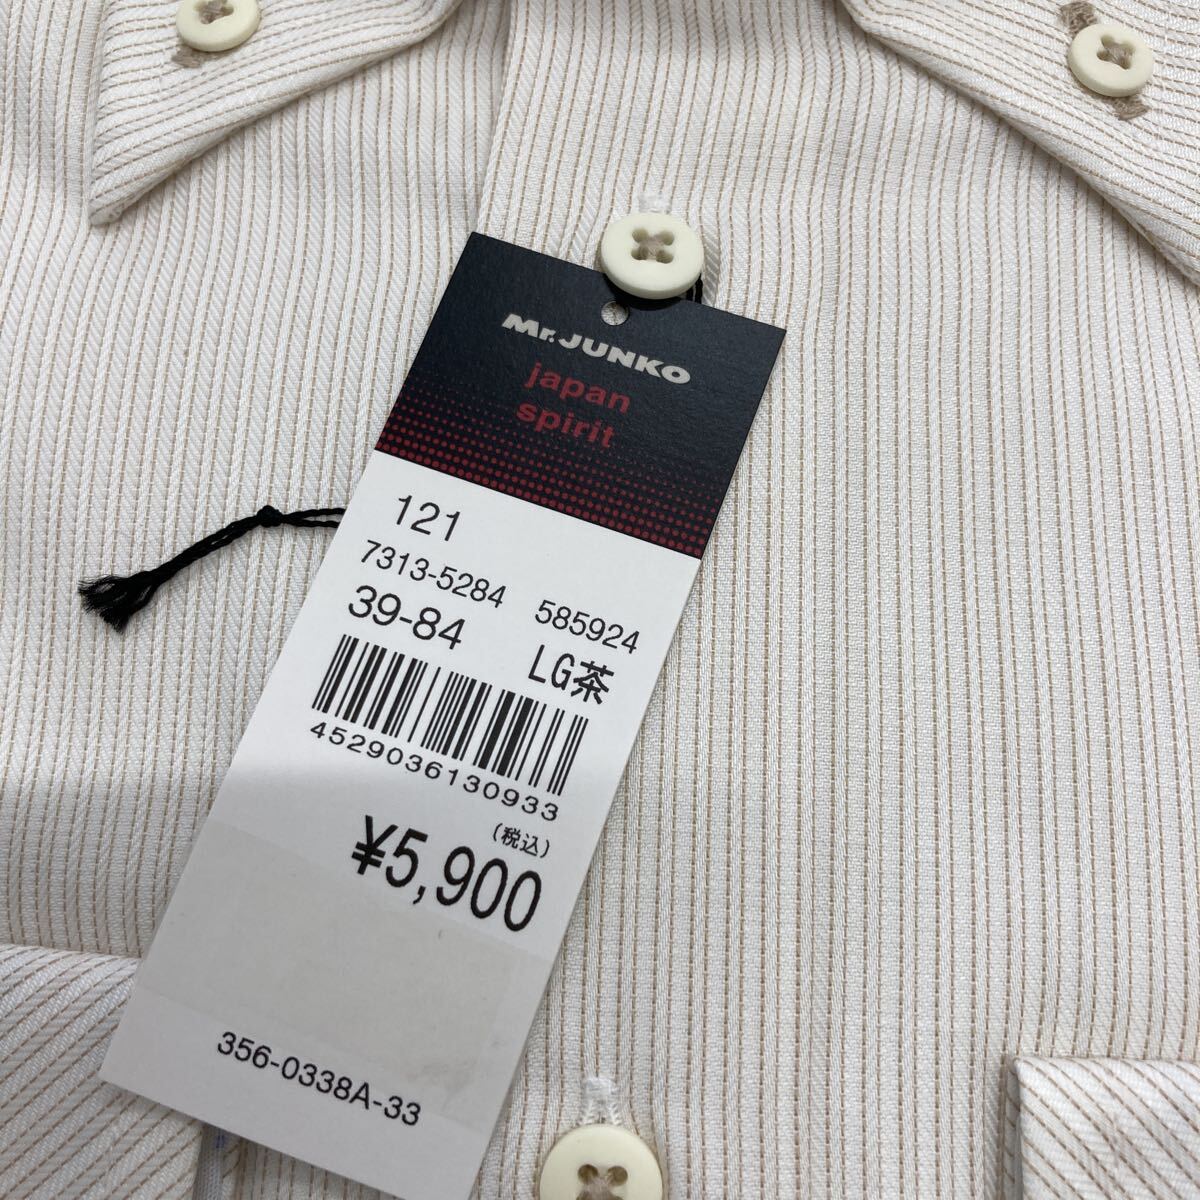 Mr.JUNKO
japan
spirit
121
7313-5284 585924
39-84 LG茶
4529036130933
(税込)
¥5,900
356-0338A-33